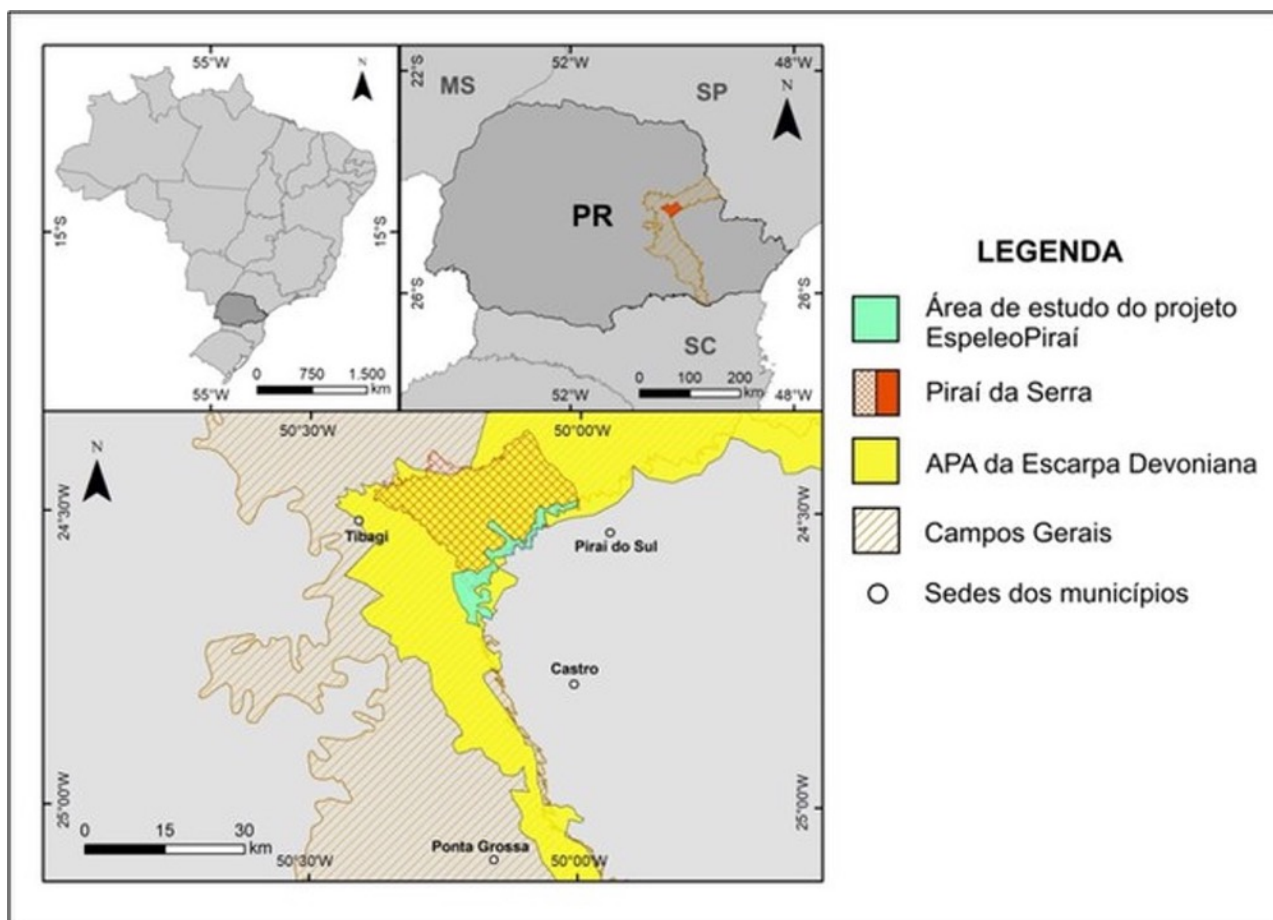 55°W
N
15°S
15°S
0 750 1.500
km
55°W
52°W
48°W
22°S
MS
SP
N
PR
26°S
26°S
SC
0 100 200
km
52°W
48°W
50°30'W
50°00'W
N
24°30'W
24°30'W
Tibagi
Pirai do Sul
Castro
25°00'W
25°00'W
0 15 30
km
Ponta Grossa
50°30'W
50°00'W
LEGENDA
Área de estudo do projeto
EspeleoPiraí
Piraí da Serra
APA da Escarpa Devoniana
Campos Gerais
Sedes dos municípios